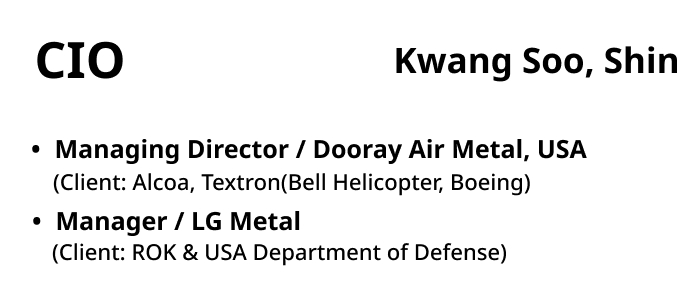 CIO
Kwang Soo, Shin
• Managing Director / Dooray Air Metal, USA
(Client: Alcoa, Textron(Bell Helicopter, Boeing)
• Manager / LG Metal
(Client: ROK & USA Department of Defense)